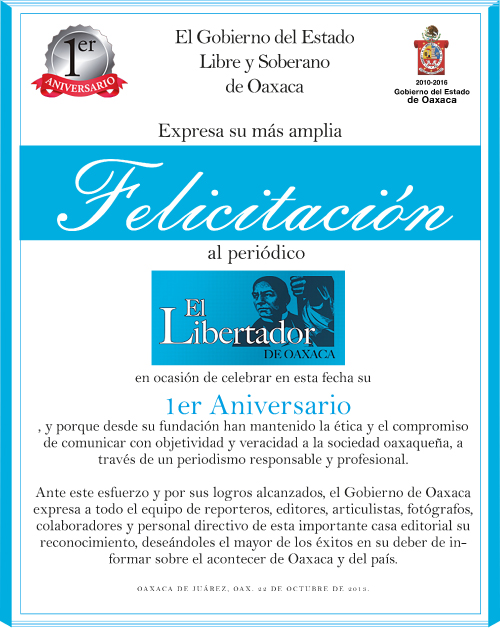 1er
ANIVERSARIO
El Gobierno del Estado
Libre y Soberano
de Oaxaca
2010-2016
Gobierno del Estado
de Oaxaca
Expresa su más amplia
Felicitación
al periódico
El
Libertador
DE OAXACA
en ocasión de celebrar en esta fecha su
1er Aniversario
, y porque desde su fundación han mantenido la ética y el compromiso
de comunicar con objetividad y veracidad a la sociedad oaxaqueña, a
través de un periodismo responsable y profesional.
Ante este esfuerzo y por sus logros alcanzados, el Gobierno de Oaxaca
expresa a todo el equipo de reporteros, editores, articulistas, fotógrafos,
colaboradores y personal directivo de esta importante casa editorial su
reconocimiento, deseándoles el mayor de los éxitos en su deber de in-
formar sobre el acontecer de Oaxaca y del país.
OAXACA DE JUÁREZ, OAX. 22 DE OCTUBRE DE 2013.